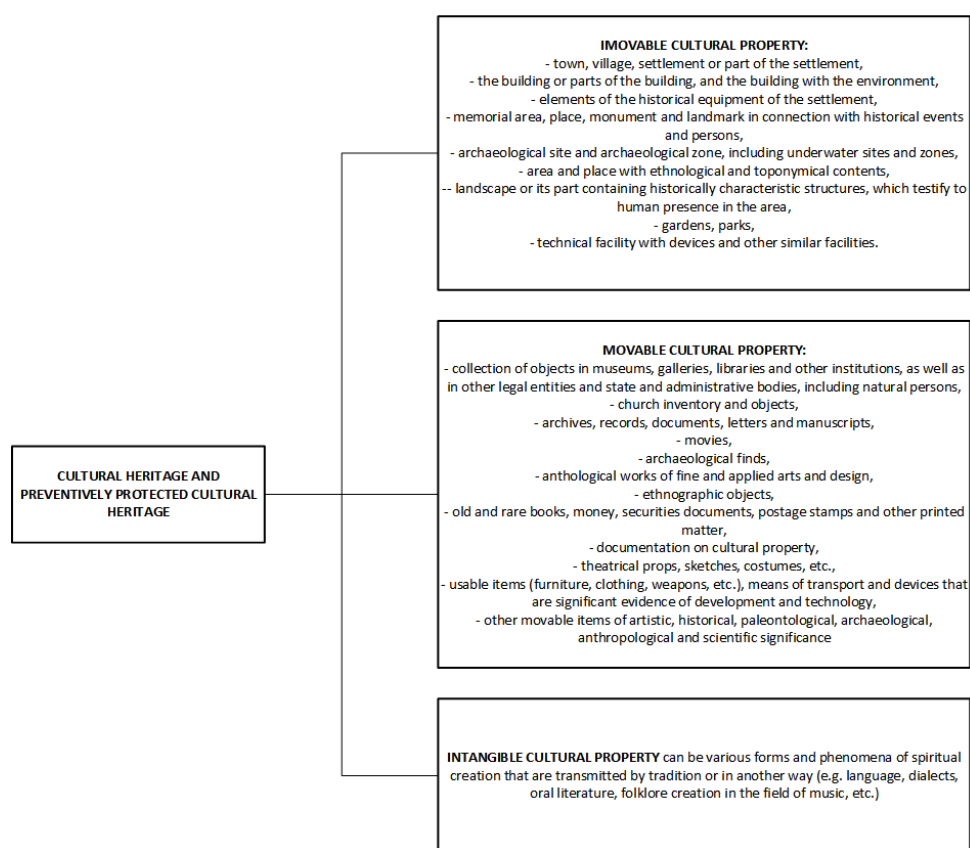 IMOVABLE CULTURAL PROPERTY:
- town, village, settlement or part of the settlement,
- the building or parts of the building, and the building with the environment,
- elements of the historical equipment of the settlement,
- memorial area, place, monument and landmark in connection with historical events
and persons,
- archaeological site and archaeological zone, including underwater sites and zones,
- area and place with ethnological and toponymical contents,
-- landscape or its part containing historically characteristic structures, which testify to
human presence in the area,
- gardens, parks,
- technical facility with devices and other similar facilities.
MOVABLE CULTURAL PROPERTY:
- collection of objects in museums, galleries, libraries and other institutions, as well as
in other legal entities and state and administrative bodies, including natural persons,
- church inventory and objects,
- archives, records, documents, letters and manuscripts,
- movies,
- archaeological finds,
- anthological works of fine and applied arts and design,
- ethnographic objects,
- old and rare books, money, securities documents, postage stamps and other printed
matter,
- documentation on cultural property,
- theatrical props, sketches, costumes, etc.,
- usable items (furniture, clothing, weapons, etc.), means of transport and devices that
are significant evidence of development and technology,
- other movable items of artistic, historical, paleontological, archaeological,
anthropological and scientific significance
CULTURAL HERITAGE AND
PREVENTIVELY PROTECTED CULTURAL
HERITAGE
INTANGIBLE CULTURAL PROPERTY can be various forms and phenomena of spiritual
creation that are transmitted by tradition or in another way (e.g. language, dialects,
oral literature, folklore creation in the field of music, etc.)